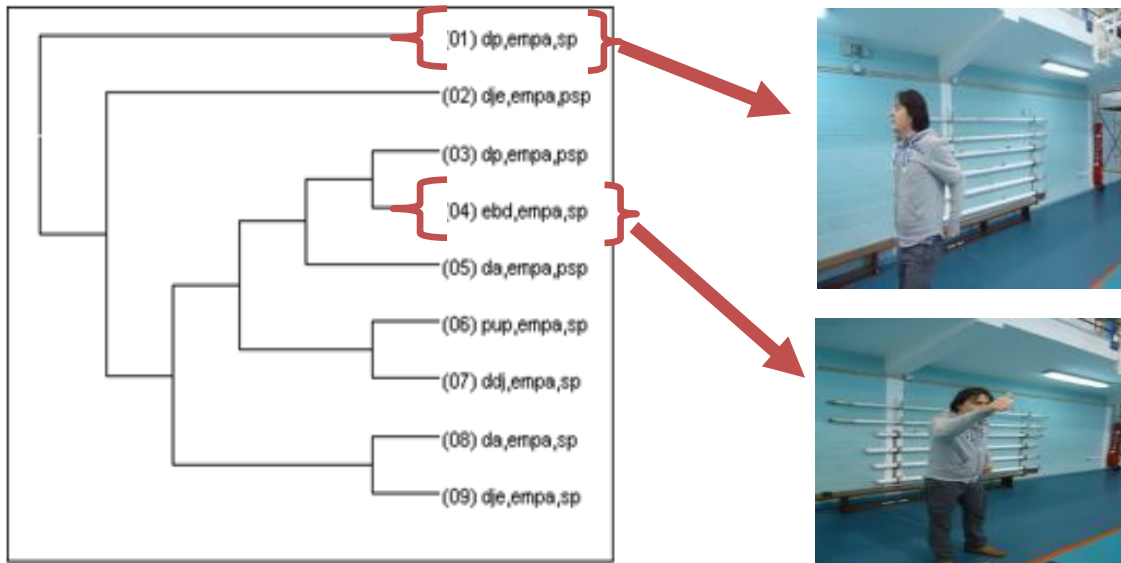 (01) dp,empa,sp
(02) dje,empa,psp
(03) dp,empa,psp
(04) ebd,empa,sp
(05) da,empa,psp
(06) pup,empa,sp
(07) ddj,empa,sp
(08) da,empa,sp
(09) dje,empa,sp